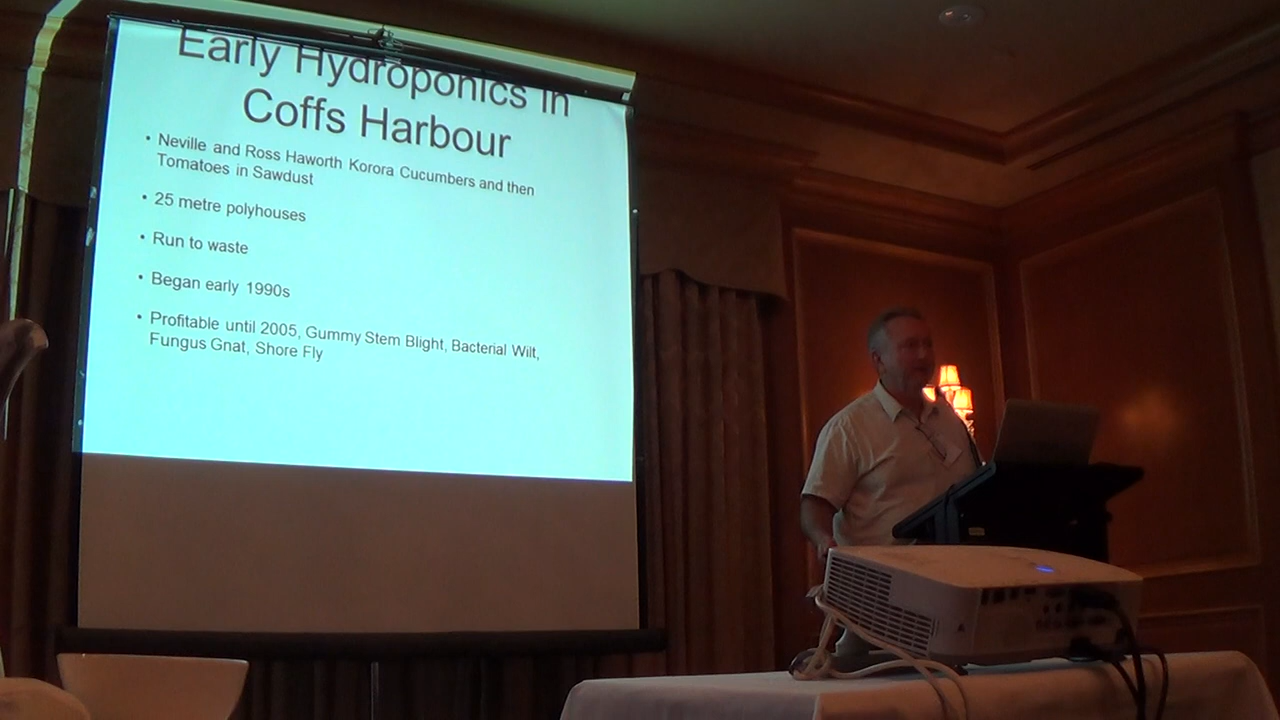 Early Hydroponics in
Coffs Harbour
• Neville and Ross Haworth Korora Cucumbers and then
Tomatoes in Sawdust
• 25 metre polyhouses
• Run to waste
• Began early 1990s
• Profitable until 2005, Gummy Stem Blight, Bacterial Wilt,
Fungus Gnat, Shore Fly